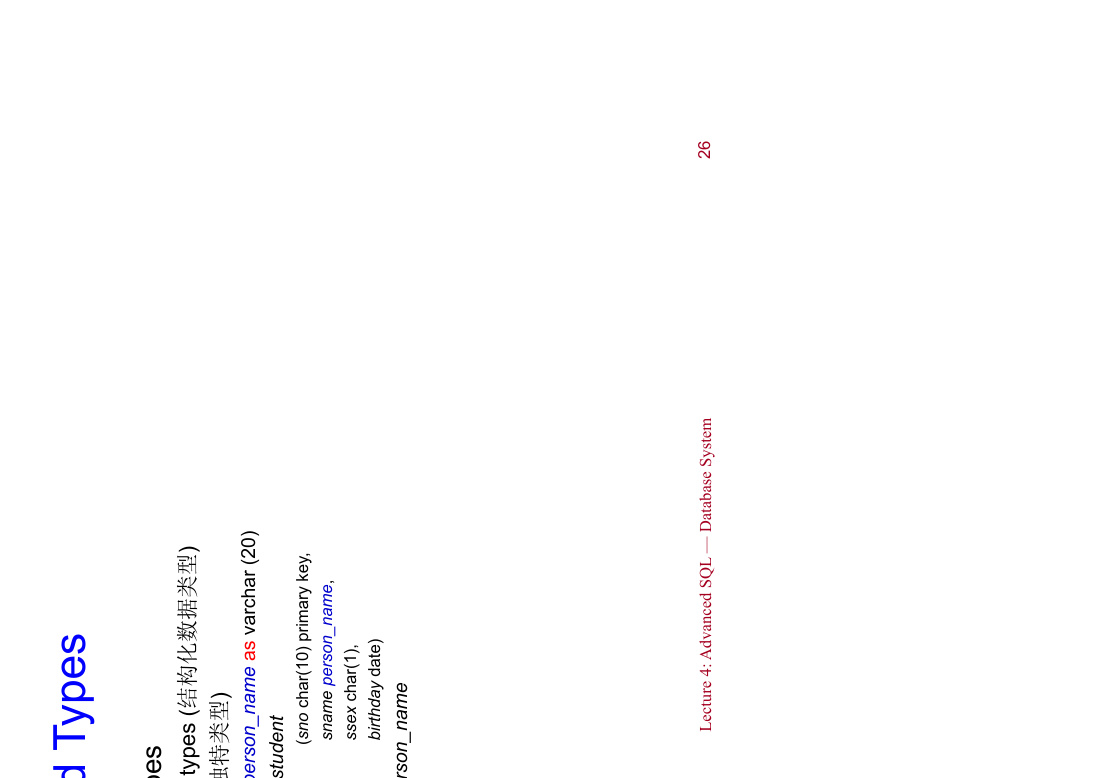 d Types
pes
types (结构化数据类型)
独特类型)
person_name as varchar (20)
student
(sno char(10) primary key,
sname person_name,
ssex char(1),
birthday date)
rson_name
Lecture 4: Advanced SQL — Database System
26